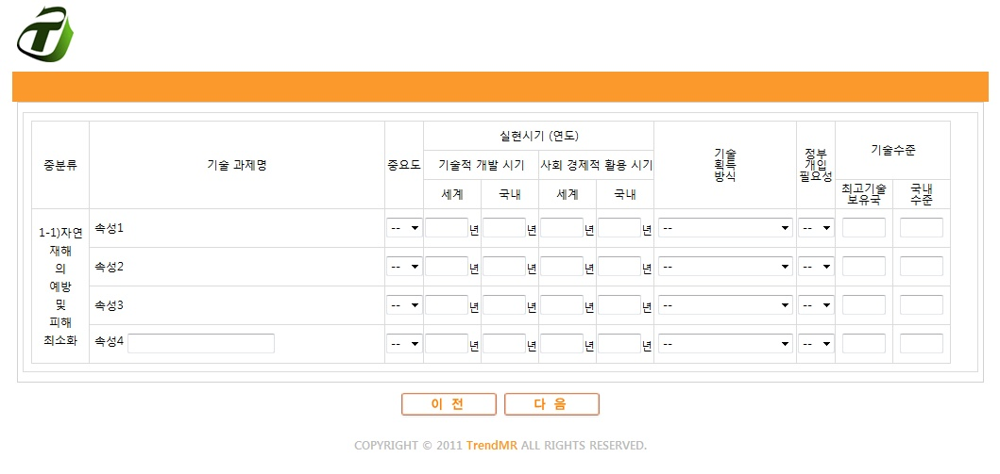 중분류
기술 과제명
중요도
실현시기 (연도)
기술적 개발 시기
사회 경제적 활용 시기
세계
국내
세계
국내
기술
획득
방식
정부
개입
필요성
기술수준
최고기술
보유국
국내
수준
1-1)자연
재해
의
예방
및
피해
최소화
속성1 -- 년 년 년 년 -- --
속성2 -- 년 년 년 년 -- --
속성3 -- 년 년 년 년 -- --
속성4 -- 년 년 년 년 -- --
이 전
다 음
COPYRIGHT © 2011 TrendMR ALL RIGHTS RESERVED.